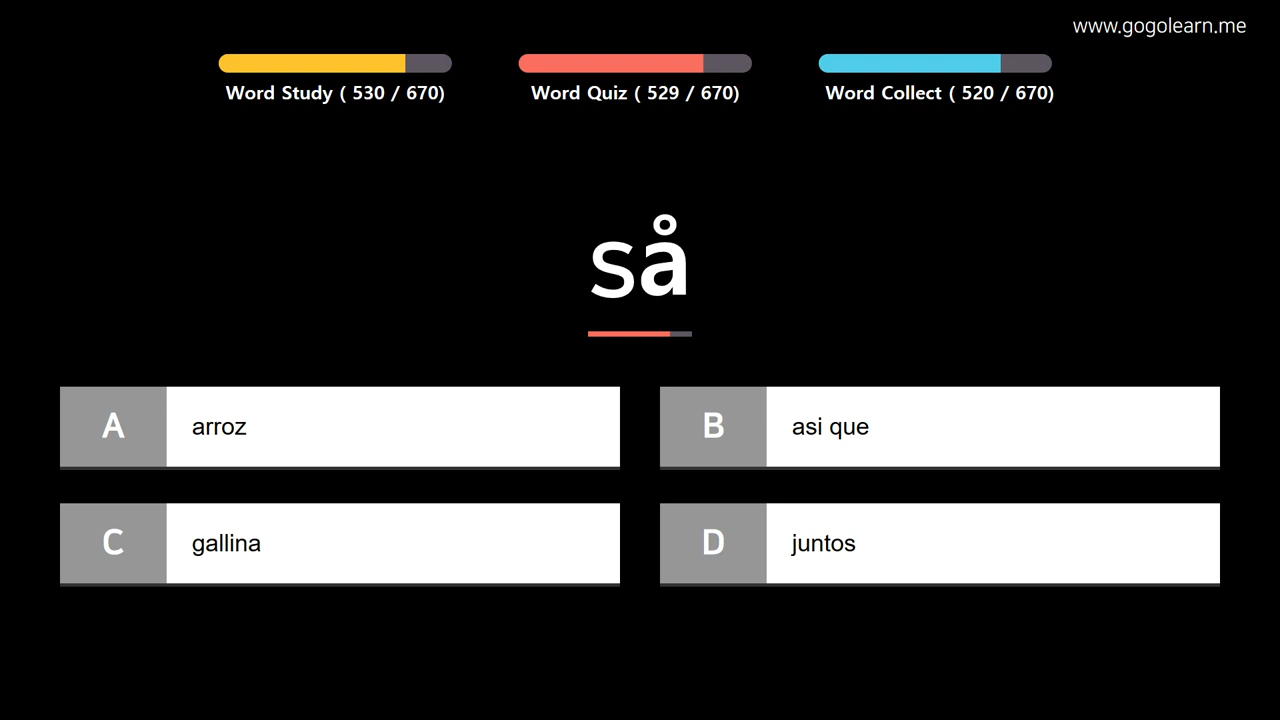 www.gogolearn.me
Word Study ( 530 / 670)
Word Quiz ( 529 / 670)
Word Collect ( 520 / 670)
så
A arroz
B asi que
C gallina
D juntos